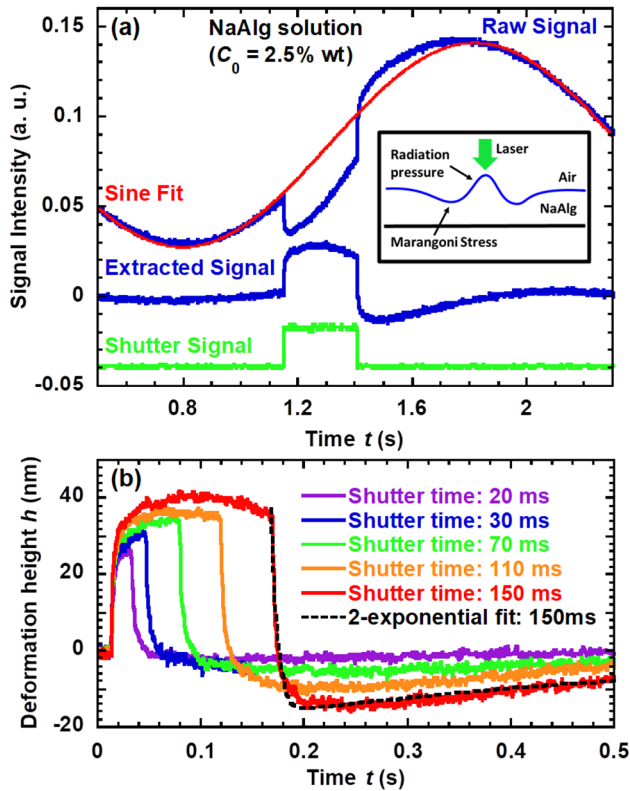 (a)
NaAlg solution
(C0 = 2.5% wt)
Raw Signal
Signal Intensity (a. u.)
0.15
0.10
0.05
0
-0.05
Radiation
pressure
Laser
Air
NaAlg
Marangoni Stress
Sine Fit
Extracted Signal
Shutter Signal
0.8
1.2
1.6
2
Time t (s)
(b)
Deformation height h (nm)
40
20
0
-20
Shutter time: 20 ms
Shutter time: 30 ms
Shutter time: 70 ms
Shutter time: 110 ms
Shutter time: 150 ms
2-exponential fit: 150ms
0
0.1
0.2
0.3
0.4
0.5
Time t (s)